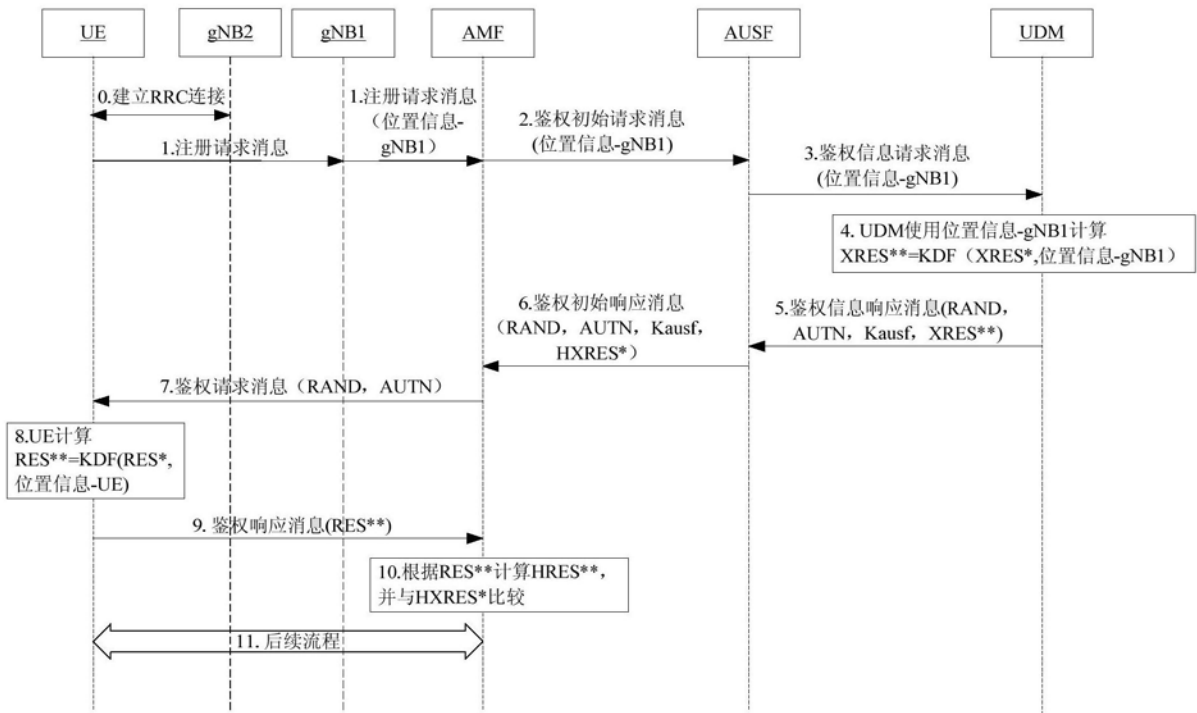 UE
gNB2
gNB1
AMF
AUSF
UDM
0.建立RRC连接
1.注册请求消息
1.注册请求消息
（位置信息-
gNB1）
2.鉴权初始请求消息
(位置信息-gNB1)
3.鉴权信息请求消息
(位置信息-gNB1)
4. UDM使用位置信息-gNB1计算
XRES**=KDF（XRES*,位置信息-gNB1）
5.鉴权信息响应消息(RAND，
AUTN，Kausf，XRES**)
6.鉴权初始响应消息
（RAND，AUTN，Kausf，
HXRES*）
7.鉴权请求消息（RAND，AUTN）
8.UE计算
RES**=KDF(RES*,
位置信息-UE)
9. 鉴权响应消息(RES**)
10.根据RES**计算HRES**，
并与HXRES*比较
11. 后续流程